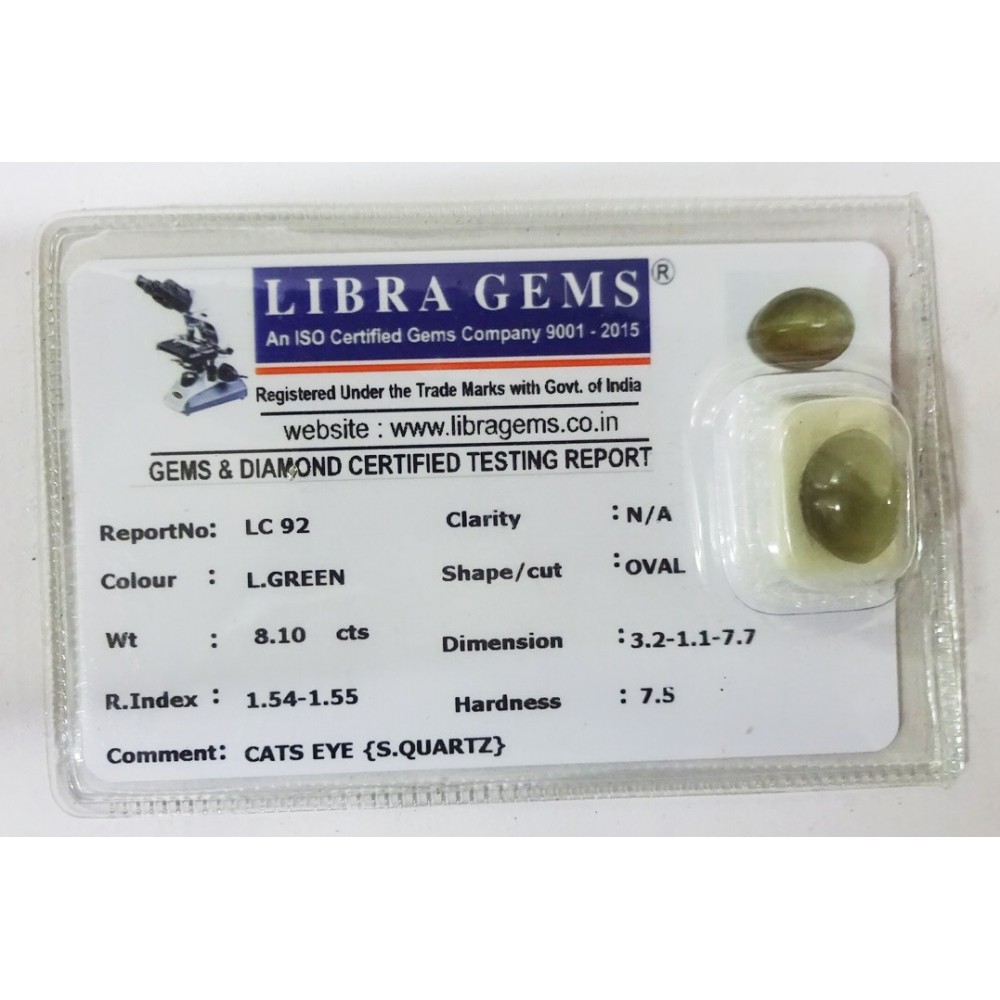 LIBRA GEMS®
An ISO Certified Gems Company 9001 - 2015
Registered Under the Trade Marks with Govt. of India
website : www.libragems.co.in
GEMS & DIAMOND CERTIFIED TESTING REPORT
ReportNo: LC 92 Clarity : N/A
Colour : L.GREEN Shape/cut :OVAL
Wt : 8.10 cts Dimension :3.2-1.1-7.7
R.Index : 1.54-1.55 Hardness : 7.5
Comment: CATS EYE {S.QUARTZ}